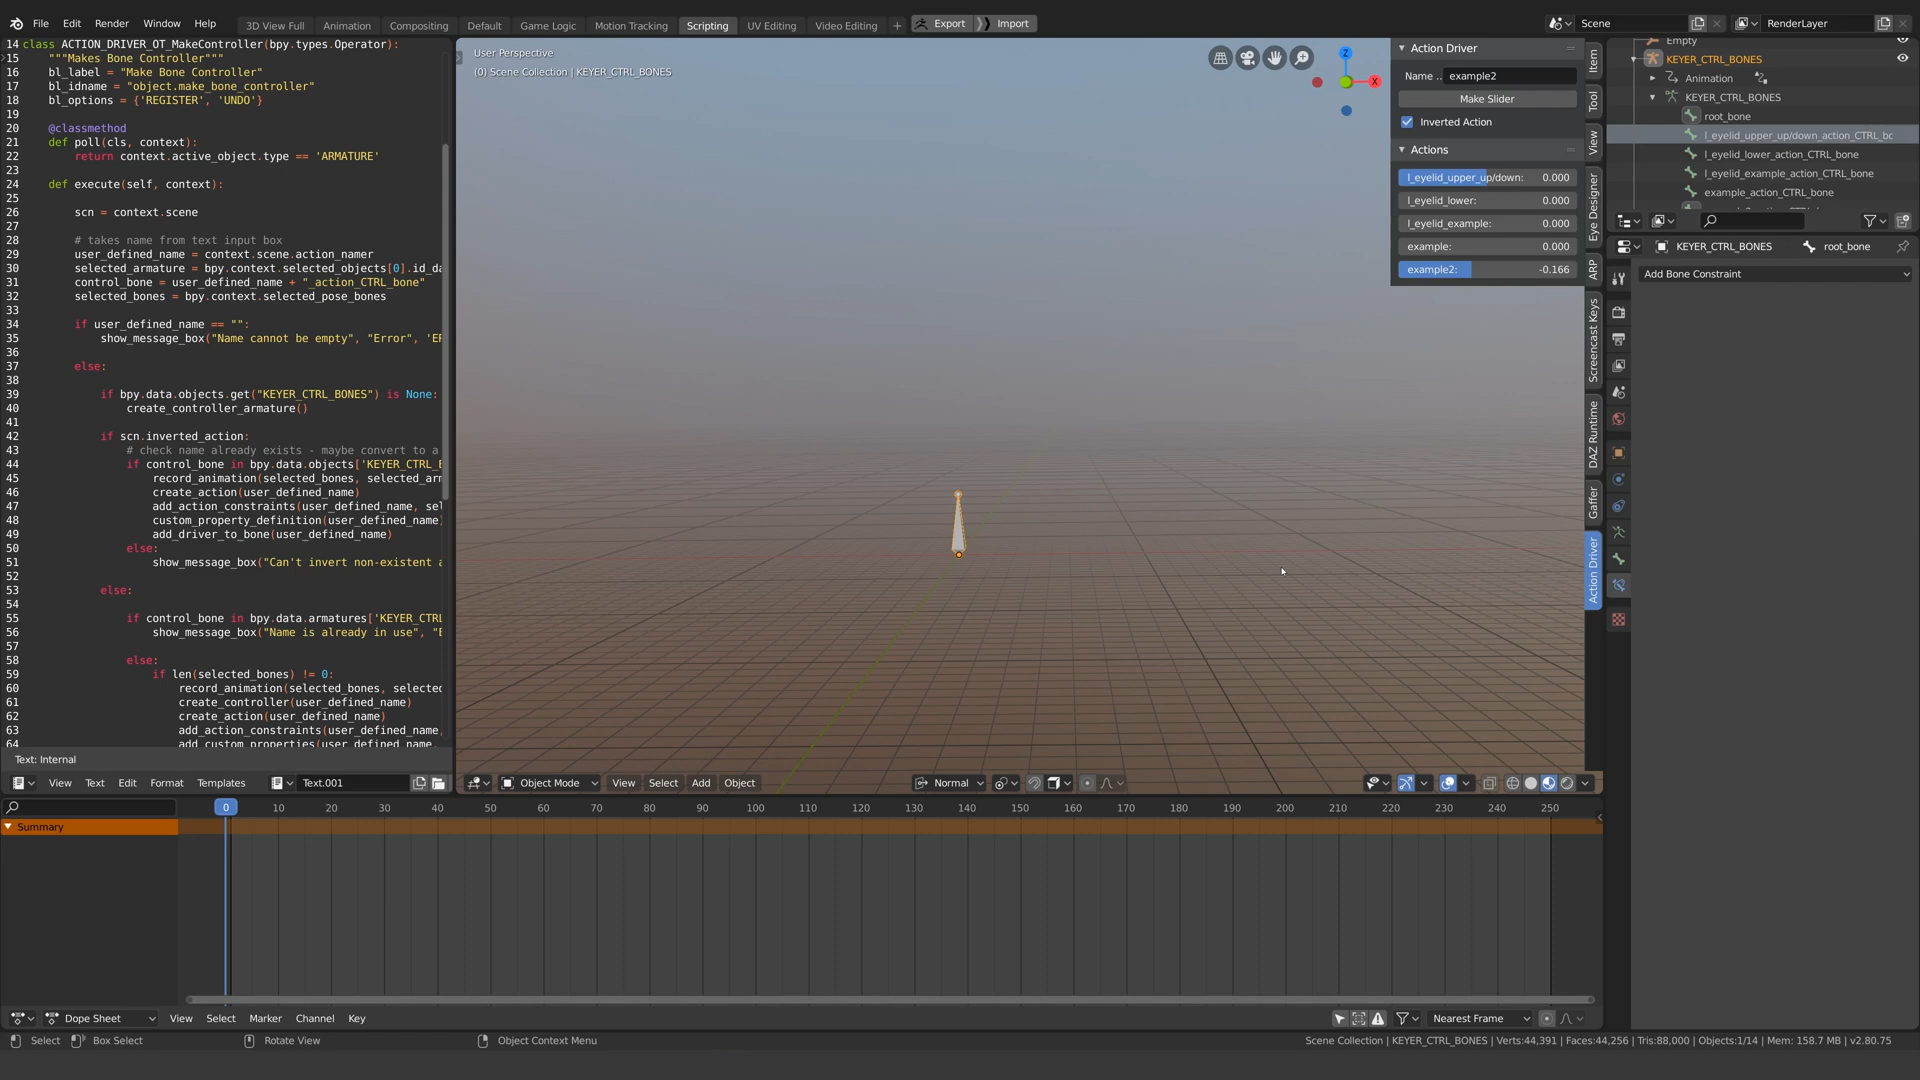 File Edit Render Window Help 3D View Full Animation Compositing Default Game Logic Motion Tracking Scripting UV Editing Video Editing + Export Import Scene RenderLayer
14 class ACTION_DRIVER_OT_MakeController(bpy.types.Operator):
15 """Makes Bone Controller"""
16 bl_label = "Make Bone Controller"
17 bl_idname = "object.make_bone_controller"
18 bl_options = {'REGISTER', 'UNDO'}
19
20 @classmethod
21 def poll(cls, context):
22 return context.active_object.type == 'ARMATURE'
23
24 def execute(self, context):
25
26 scn = context.scene
27
28 # takes name from text input box
29 user_defined_name = context.scene.action_namer
30 selected_armature = bpy.context.selected_objects[0].id_da
31 control_bone = user_defined_name + "_action_CTRL_bone"
32 selected_bones = bpy.context.selected_pose_bones
33
34 if user_defined_name == "":
35 show_message_box("Name cannot be empty", "Error", 'ER
36
37 else:
38
39 if bpy.data.objects.get("KEYER_CTRL_BONES") is None:
40 create_controller_armature()
41
42 if scn.inverted_action:
43 # check name already exists - maybe convert to a
44 if control_bone in bpy.data.objects['KEYER_CTRL_B
45 record_animation(selected_bones, selected_arm
46 create_action(user_defined_name)
47 add_action_constraints(user_defined_name, sel
48 custom_property_definition(user_defined_name)
49 add_driver_to_bone(user_defined_name)
50 else:
51 show_message_box("Can't invert non-existent a
52
53 else:
54
55 if control_bone in bpy.data.armatures['KEYER_CTRL
56 show_message_box("Name is already in use", "E
57
58 else:
59 if len(selected_bones) != 0:
60 record_animation(selected_bones, selected
61 create_controller(user_defined_name)
62 create_action(user_defined_name)
63 add_action_constraints(user_defined_name,
64 add_custom_properties(user_defined_name,
Text: Internal
View Text Edit Format Templates Text.001
User Perspective
(0) Scene Collection | KEYER_CTRL_BONES
Z
X
Action Driver
Name .. example2
Make Slider
Inverted Action
Actions
l_eyelid_upper_up/down: 0.000
l_eyelid_lower: 0.000
l_eyelid_example: 0.000
example: 0.000
example2: -0.166
Item
Tool
View
Eye Designer
ARP
Screencast Keys
DAZ Runtime
Gaffer
Action Driver
Object Mode View Select Add Object Normal
Empty
KEYER_CTRL_BONES
Animation
KEYER_CTRL_BONES
root_bone
l_eyelid_upper_up/down_action_CTRL_bc
l_eyelid_lower_action_CTRL_bone
l_eyelid_example_action_CTRL_bone
example_action_CTRL_bone
KEYER_CTRL_BONES root_bone
Add Bone Constraint
0 10 20 30 40 50 60 70 80 90 100 110 120 130 140 150 160 170 180 190 200 210 220 230 240 250
Summary
Dope Sheet View Select Marker Channel Key Nearest Frame
Select Box Select Rotate View Object Context Menu Scene Collection | KEYER_CTRL_BONES | Verts:44,391 | Faces:44,256 | Tris:88,000 | Objects:1/14 | Mem: 158.7 MB | v2.80.75